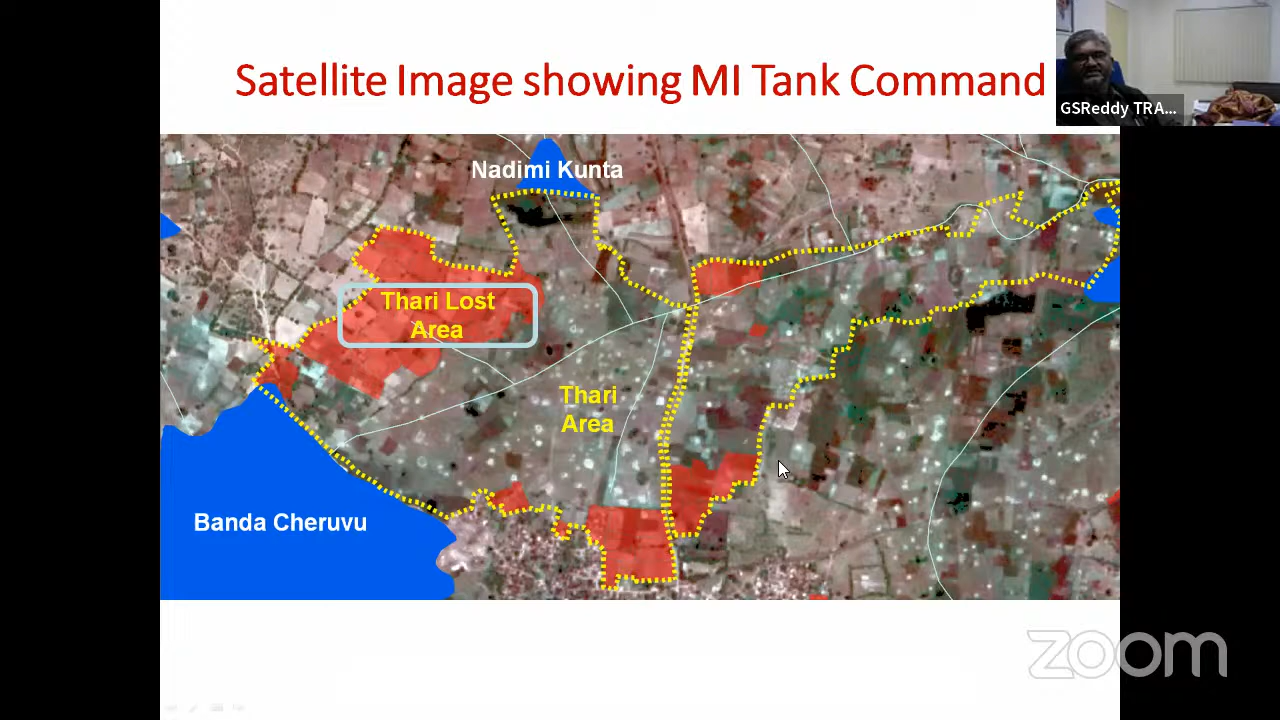 Satellite Image showing MI Tank Command
GSReddy TRA...
Nadimi Kunta
Thari Lost
Area
Thari
Area
Banda Cheruvu
zoom